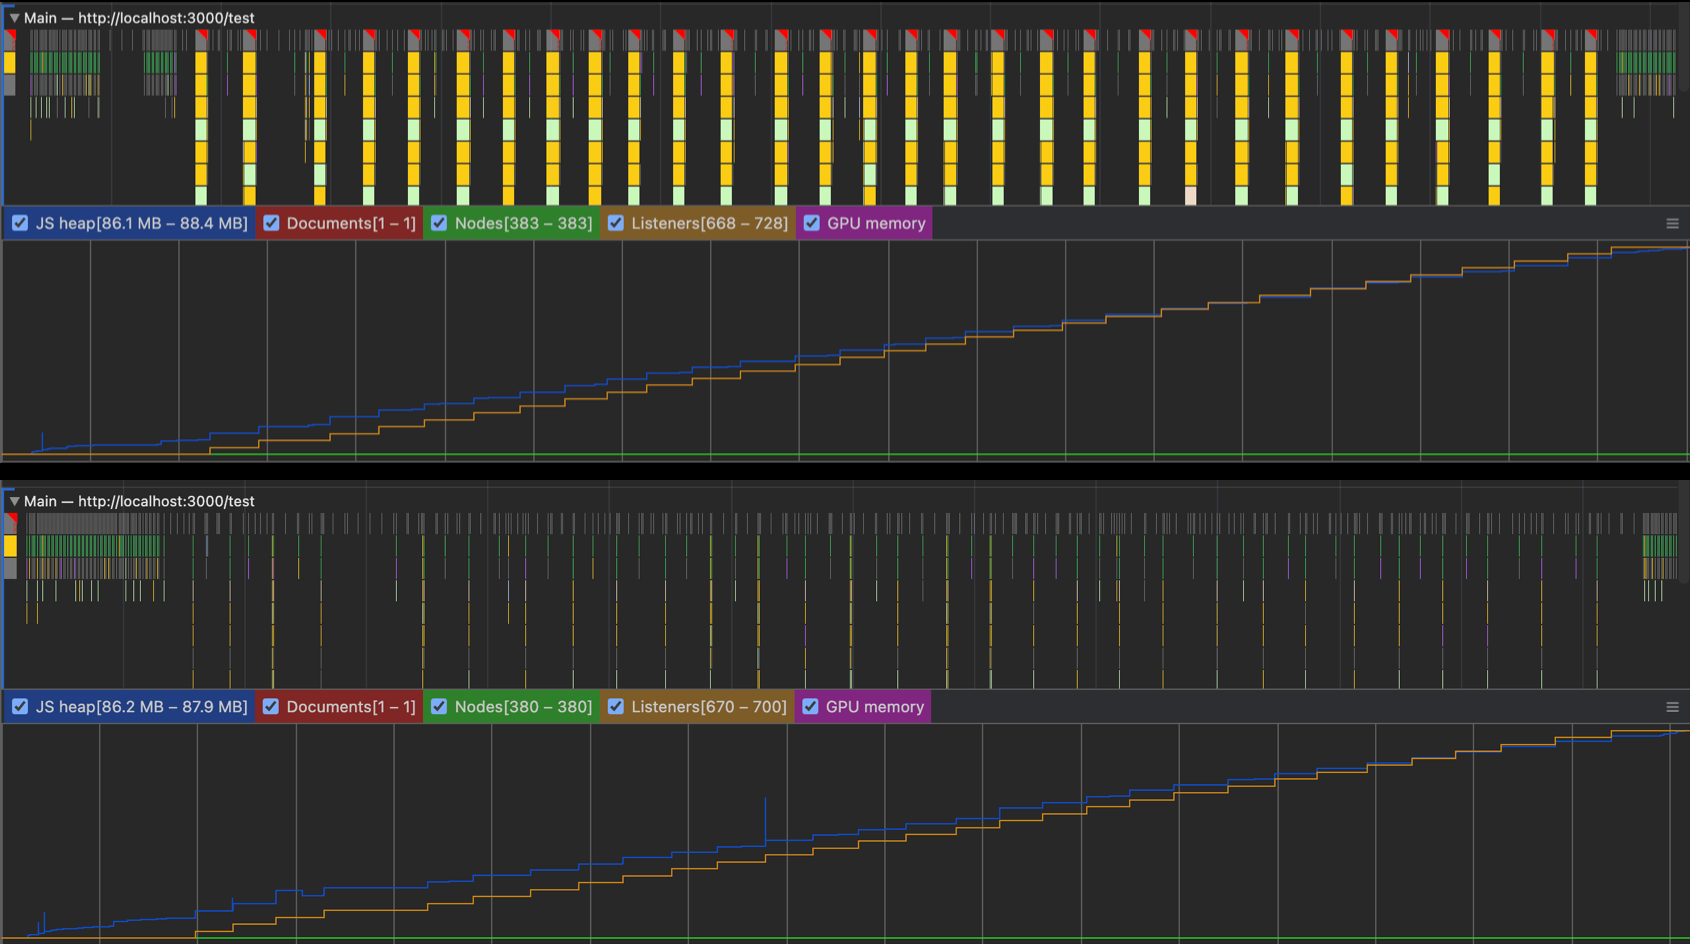 ▼ Main — http://localhost:3000/test
JS heap[86.1 MB – 88.4 MB] Documents[1 – 1] Nodes[383 – 383] Listeners[668 – 728] GPU memory
▼ Main — http://localhost:3000/test
JS heap[86.2 MB – 87.9 MB] Documents[1 – 1] Nodes[380 – 380] Listeners[670 – 700] GPU memory